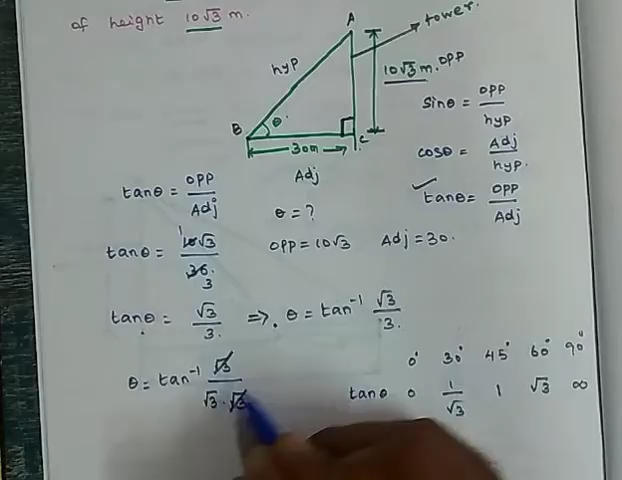 of height 10√3 m.
A
tower.
hyp
10√3 m. OPP
B
θ
C
30m
Adj
sinθ = OPP/hyp
cosθ = Adj/hyp.
tanθ = OPP/Adj
tanθ = OPP/Adj
θ = ?
tanθ = 10√3/30. 1 3
OPP = 10√3 Adj = 30.
tanθ = √3/3. => θ = tan⁻¹ √3/3.
θ = tan⁻¹ √3/√3.√3
0° 30° 45° 60° 90°
tanθ 0 1/√3 1 √3 ∞